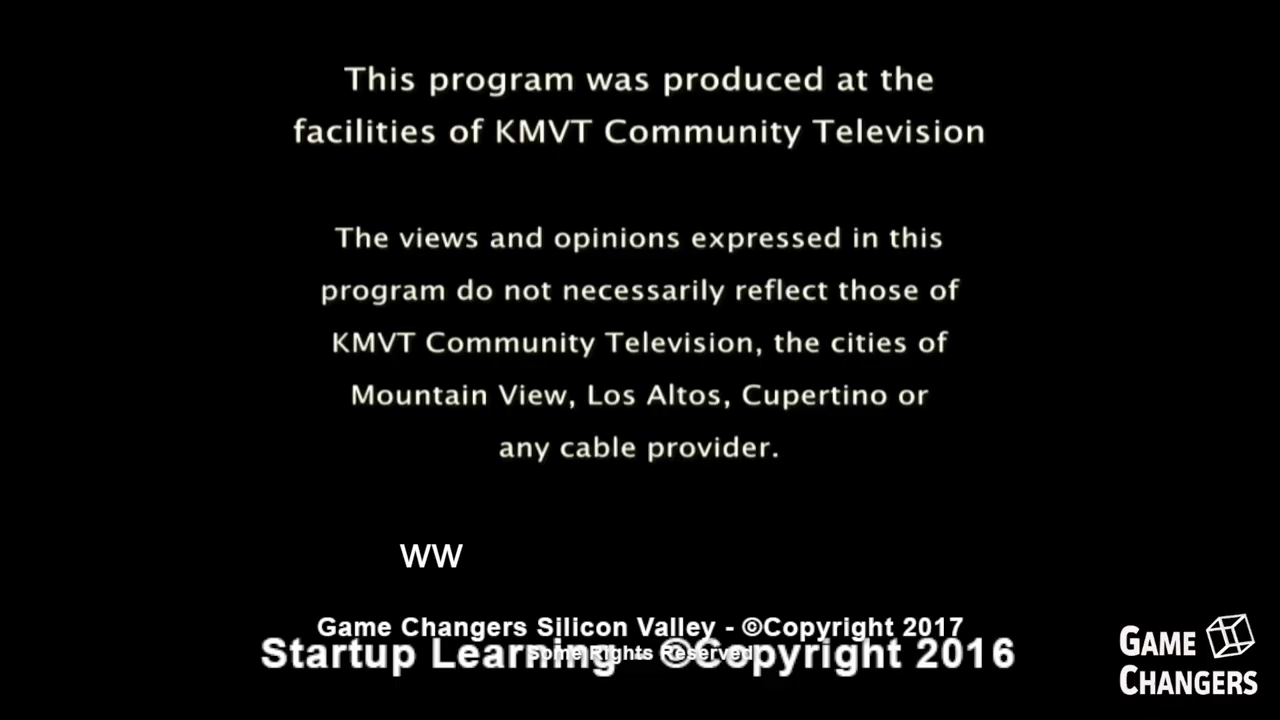 This program was produced at the
facilities of KMVT Community Television
The views and opinions expressed in this
program do not necessarily reflect those of
KMVT Community Television, the cities of
Mountain View, Los Altos, Cupertino or
any cable provider.
ww
Game Changers Silicon Valley - ©Copyright 2017
Some Rights Reserved
Startup Learning - ©Copyright 2016
GAME
CHANGERS